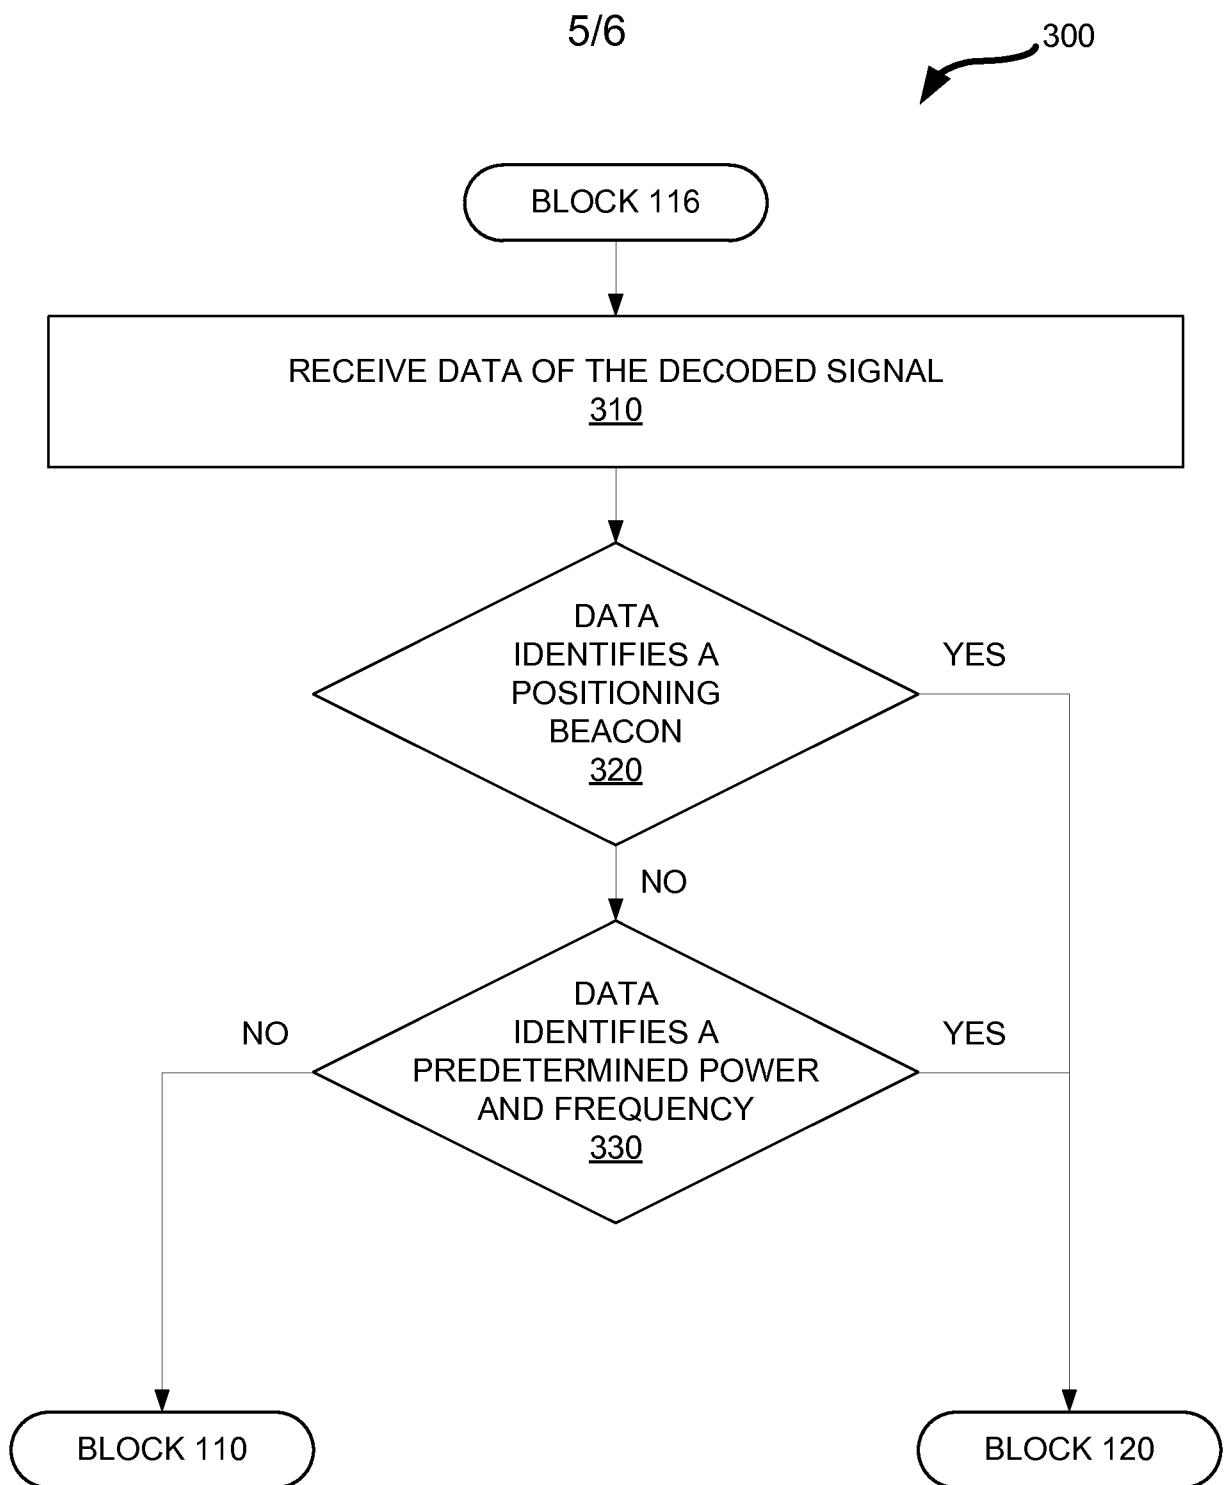 5/6
300
BLOCK 116
RECEIVE DATA OF THE DECODED SIGNAL
310
DATA
IDENTIFIES A
POSITIONING
BEACON
320
YES
NO
DATA
IDENTIFIES A
PREDETERMINED POWER
AND FREQUENCY
330
NO
YES
BLOCK 110
BLOCK 120